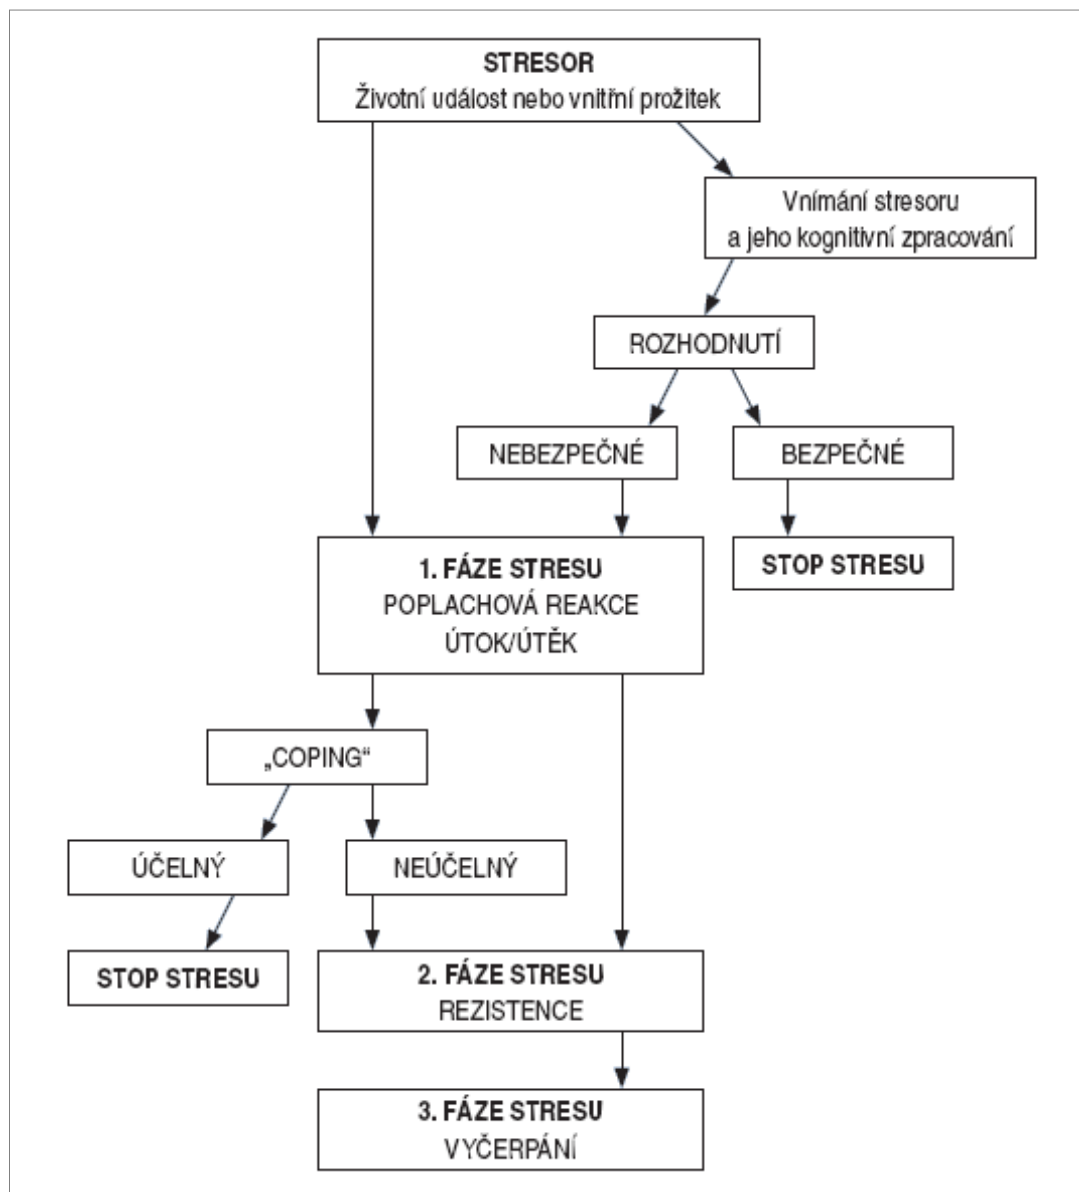 STRESOR
Životní událost nebo vnitřní prožitek
Vnímání stresoru
a jeho kognitivní zpracování
ROZHODNUTÍ
NEBEZPEČNÉ
BEZPEČNÉ
1. FÁZE STRESU
POPLACHOVÁ REAKCE
ÚTOK/ÚTĚK
STOP STRESU
„COPING“
ÚČELNÝ
NEÚČELNÝ
STOP STRESU
2. FÁZE STRESU
REZISTENCE
3. FÁZE STRESU
VYČERPÁNÍ